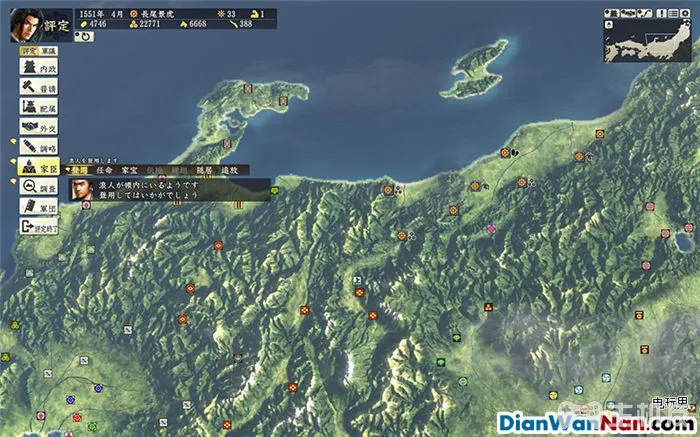 評定
1551年 4月 長尾景虎 33 1
4746 22771 6668 388
評定 軍議
内政
普請
配属
外交
調略
家臣
調査
軍団
評定終了
浪人を登用します
登用 任命 家宝 隠居 追放
浪人が領内にいるようです
登用してはいかがでしょう
电玩男
DianWanNan.com